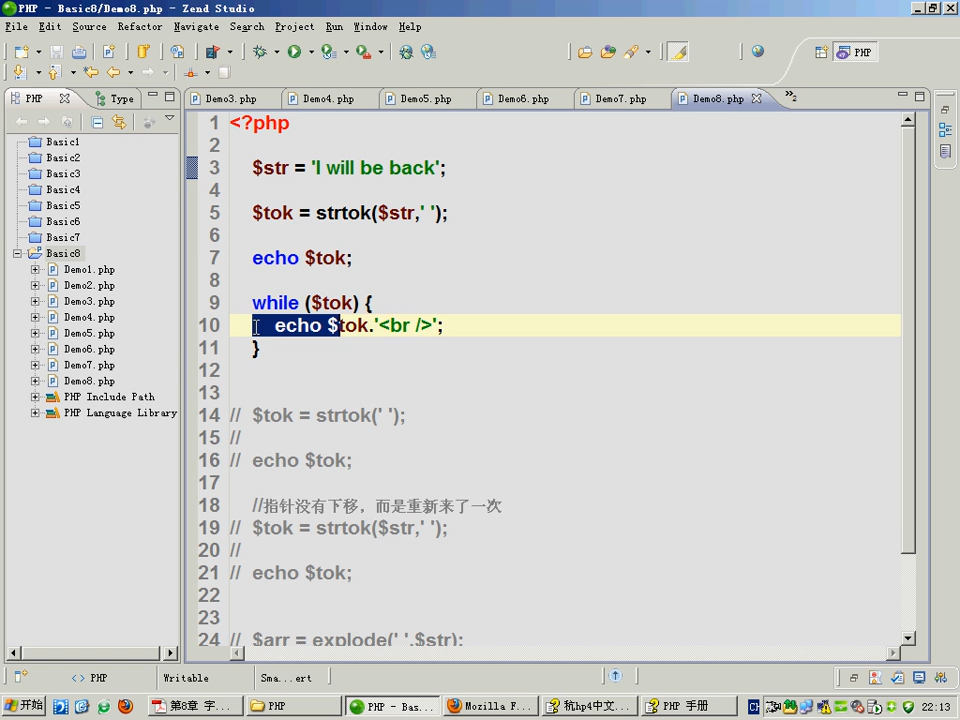 PHP - Basic8/Demo8.php - Zend Studio
File Edit Source Refactor Navigate Search Project Run Window Help
PHP
PHP Type Demo3.php Demo4.php Demo5.php Demo6.php Demo7.php Demo8.php »2
Basic1
Basic2
Basic3
Basic4
Basic5
Basic6
Basic7
Basic8
Demo1.php
Demo2.php
Demo3.php
Demo4.php
Demo5.php
Demo6.php
Demo7.php
Demo8.php
PHP Include Path
PHP Language Library
1 <?php
2
3 $str = 'I will be back';
4
5 $tok = strtok($str,' ');
6
7 echo $tok;
8
9 while ($tok) {
10 echo $tok.'<br />';
11 }
12
13
14 // $tok = strtok(' ');
15 //
16 // echo $tok;
17
18 //指针没有下移，而是重新来了一次
19 // $tok = strtok($str,' ');
20 //
21 // echo $tok;
22
23
24 // $arr = explode(' ',$str);
<> PHP Writable Sma...ert
开始 第8章 字... PHP PHP - Bas... Mozilla F... 杭hp4中文... PHP 手册 22:13